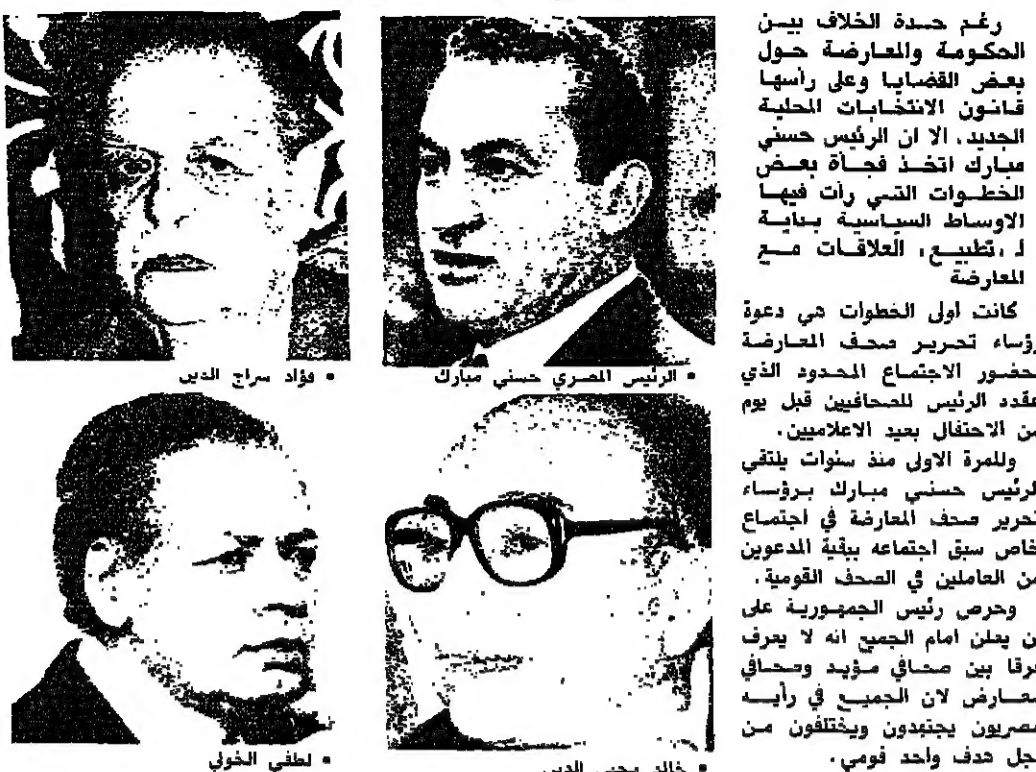 رغم حدة الخلاف بين
الحكومة والمعارضة حول
بعض القضايا وعلى رأسها
قانون الانتخابات المحلية
الجديد، الا ان الرئيس حسني
مبارك اتخذ فجأة بعض
الخطوات التي رأت فيها
الاوساط السياسية بداية
لـ «تطبيع» العلاقات مع
المعارضة
كانت أولى الخطوات هي دعوة
رؤساء تحرير صحف المعارضة
لحضور الاجتماع المحدود الذي
عقده الرئيس للصحافيين قبل يوم
من الاحتفال بعيد الاعلاميين.
وللمرة الاولى منذ سنوات يلتقي
الرئيس حسني مبارك برؤساء
تحرير صحف المعارضة في اجتماع
خاص سبق اجتماعه ببقية المدعوين
من العاملين في الصحف القومية.
وحرص رئيس الجمهورية على
ن يعلن امام الجميع انه لا يعرف
فرقا بين صحافي مؤيد وصحافي
معارض لان الجميع في رأيه
مصريون يجتهدون ويختلفون من
جل هدف واحد قومي.
▪ الرئيس المصري حسني مبارك
▪ فؤاد سراج الدين
▪ خالد محيي الدين
▪ لطفي الخولي